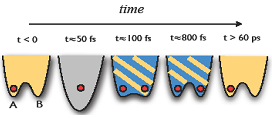 time
t < 0 t≈50 fs t≈100 fs t≈800 fs t > 60 ps
A B